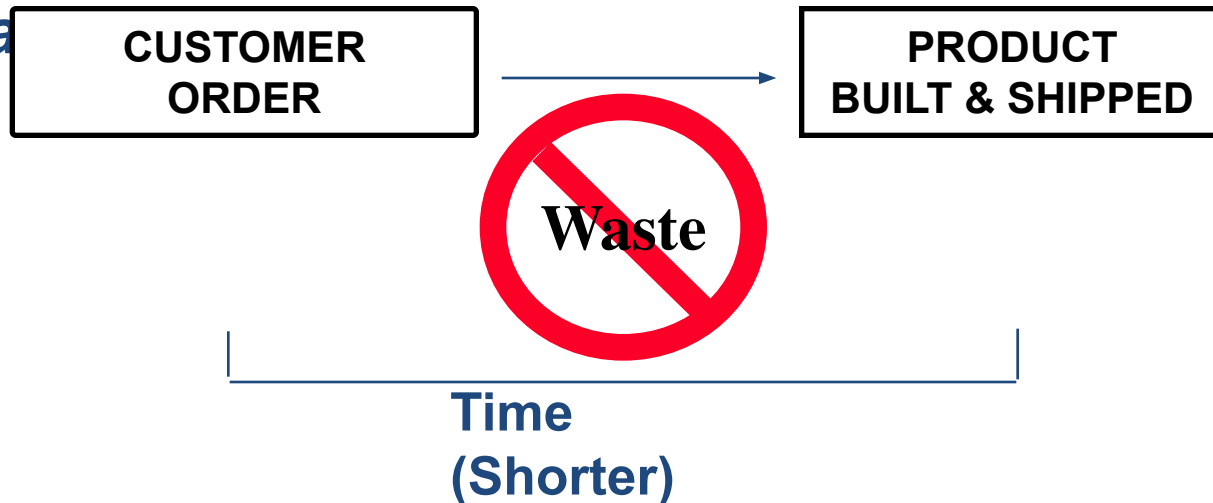 CUSTOMER
ORDER
PRODUCT
BUILT & SHIPPED
Waste
Time
(Shorter)